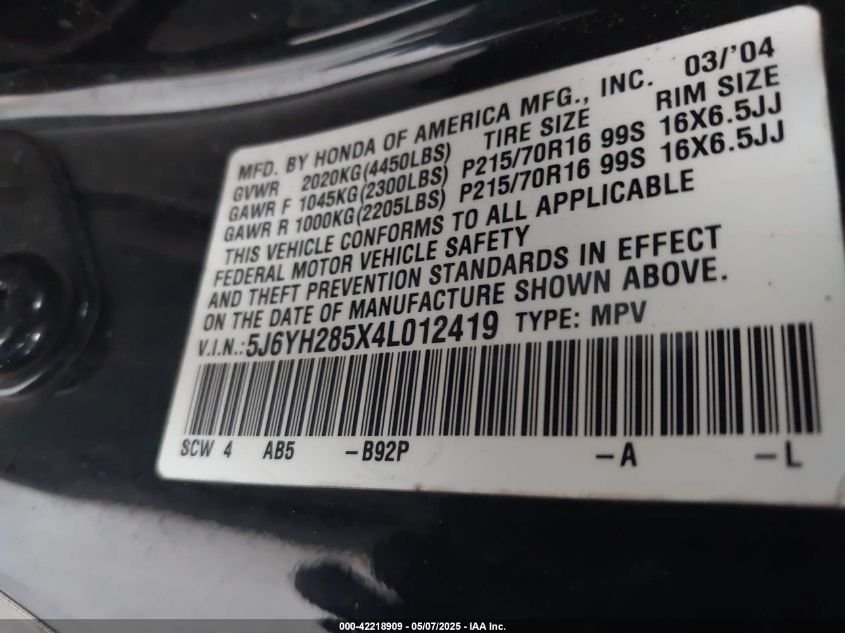 MFD. BY HONDA OF AMERICA MFG., INC. 03/'04
GVWR 2020KG(4450LBS) TIRE SIZE RIM SIZE
GAWR F 1045KG(2300LBS) P215/70R16 99S 16X6.5JJ
GAWR R 1000KG(2205LBS) P215/70R16 99S 16X6.5JJ
THIS VEHICLE CONFORMS TO ALL APPLICABLE
FEDERAL MOTOR VEHICLE SAFETY
AND THEFT PREVENTION STANDARDS IN EFFECT
ON THE DATE OF MANUFACTURE SHOWN ABOVE.
V.I.N.:5J6YH285X4L012419 TYPE: MPV
SCW 4 AB5 -B92P -A -L
000-42218909 - 05/07/2025 - IAA Inc.